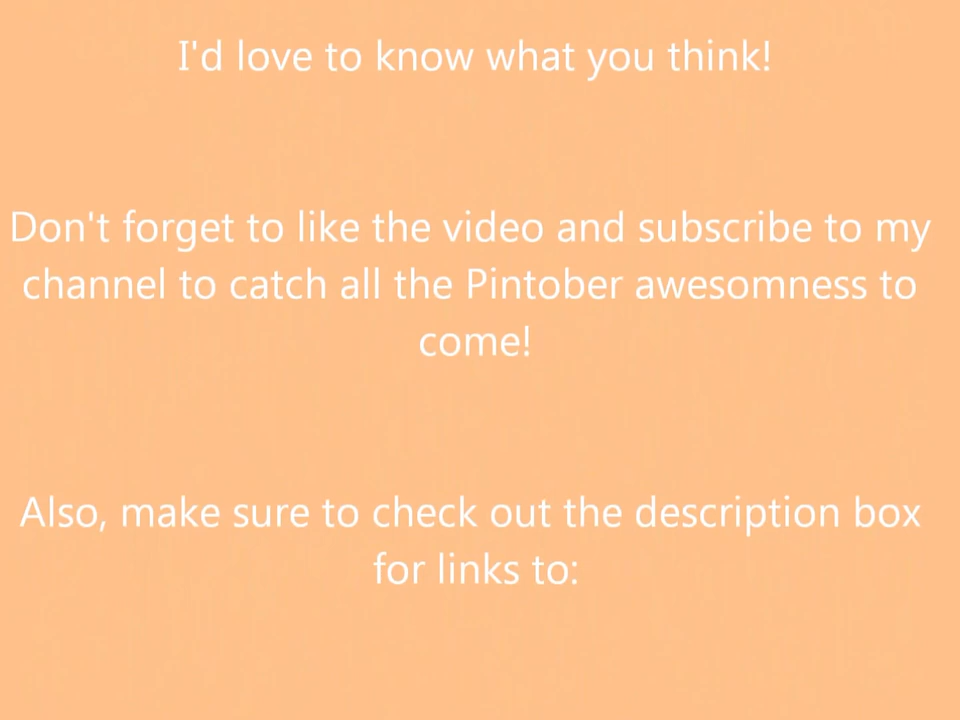 I'd love to know what you think!
Don't forget to like the video and subscribe to my
channel to catch all the Pintober awesomness to
come!
Also, make sure to check out the description box
for links to: